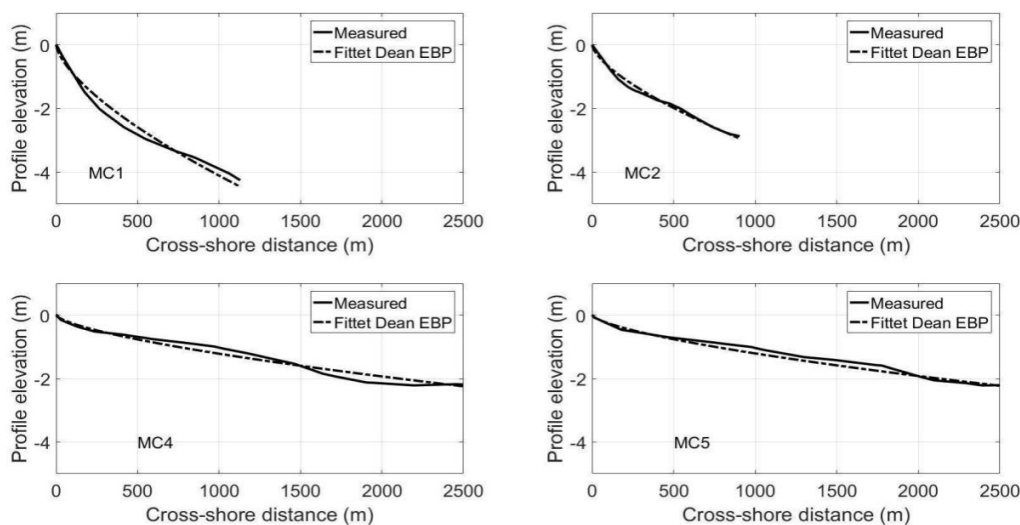 Profile elevation (m)
0
-2
-4
Measured
Fittet Dean EBP
MC1
0 500 1000 1500 2000 2500
Cross-shore distance (m)
Profile elevation (m)
0
-2
-4
Measured
Fittet Dean EBP
MC2
0 500 1000 1500 2000 2500
Cross-shore distance (m)
Profile elevation (m)
0
-2
-4
Measured
Fittet Dean EBP
MC4
0 500 1000 1500 2000 2500
Cross-shore distance (m)
Profile elevation (m)
0
-2
-4
Measured
Fittet Dean EBP
MC5
0 500 1000 1500 2000 2500
Cross-shore distance (m)